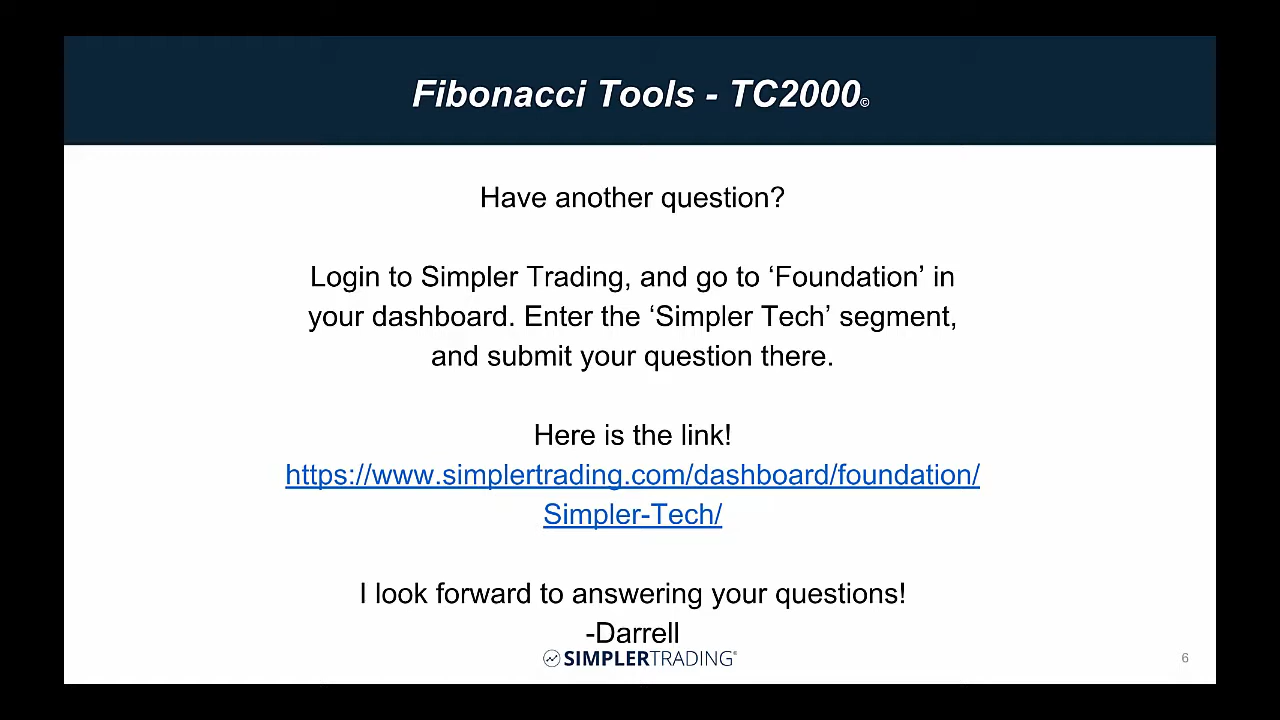 Fibonacci Tools - TC2000©
Have another question?
Login to Simpler Trading, and go to ‘Foundation’ in
your dashboard. Enter the ‘Simpler Tech’ segment,
and submit your question there.
Here is the link!
https://www.simplertrading.com/dashboard/foundation/
Simpler-Tech/
I look forward to answering your questions!
-Darrell
SIMPLERTRADING®
6